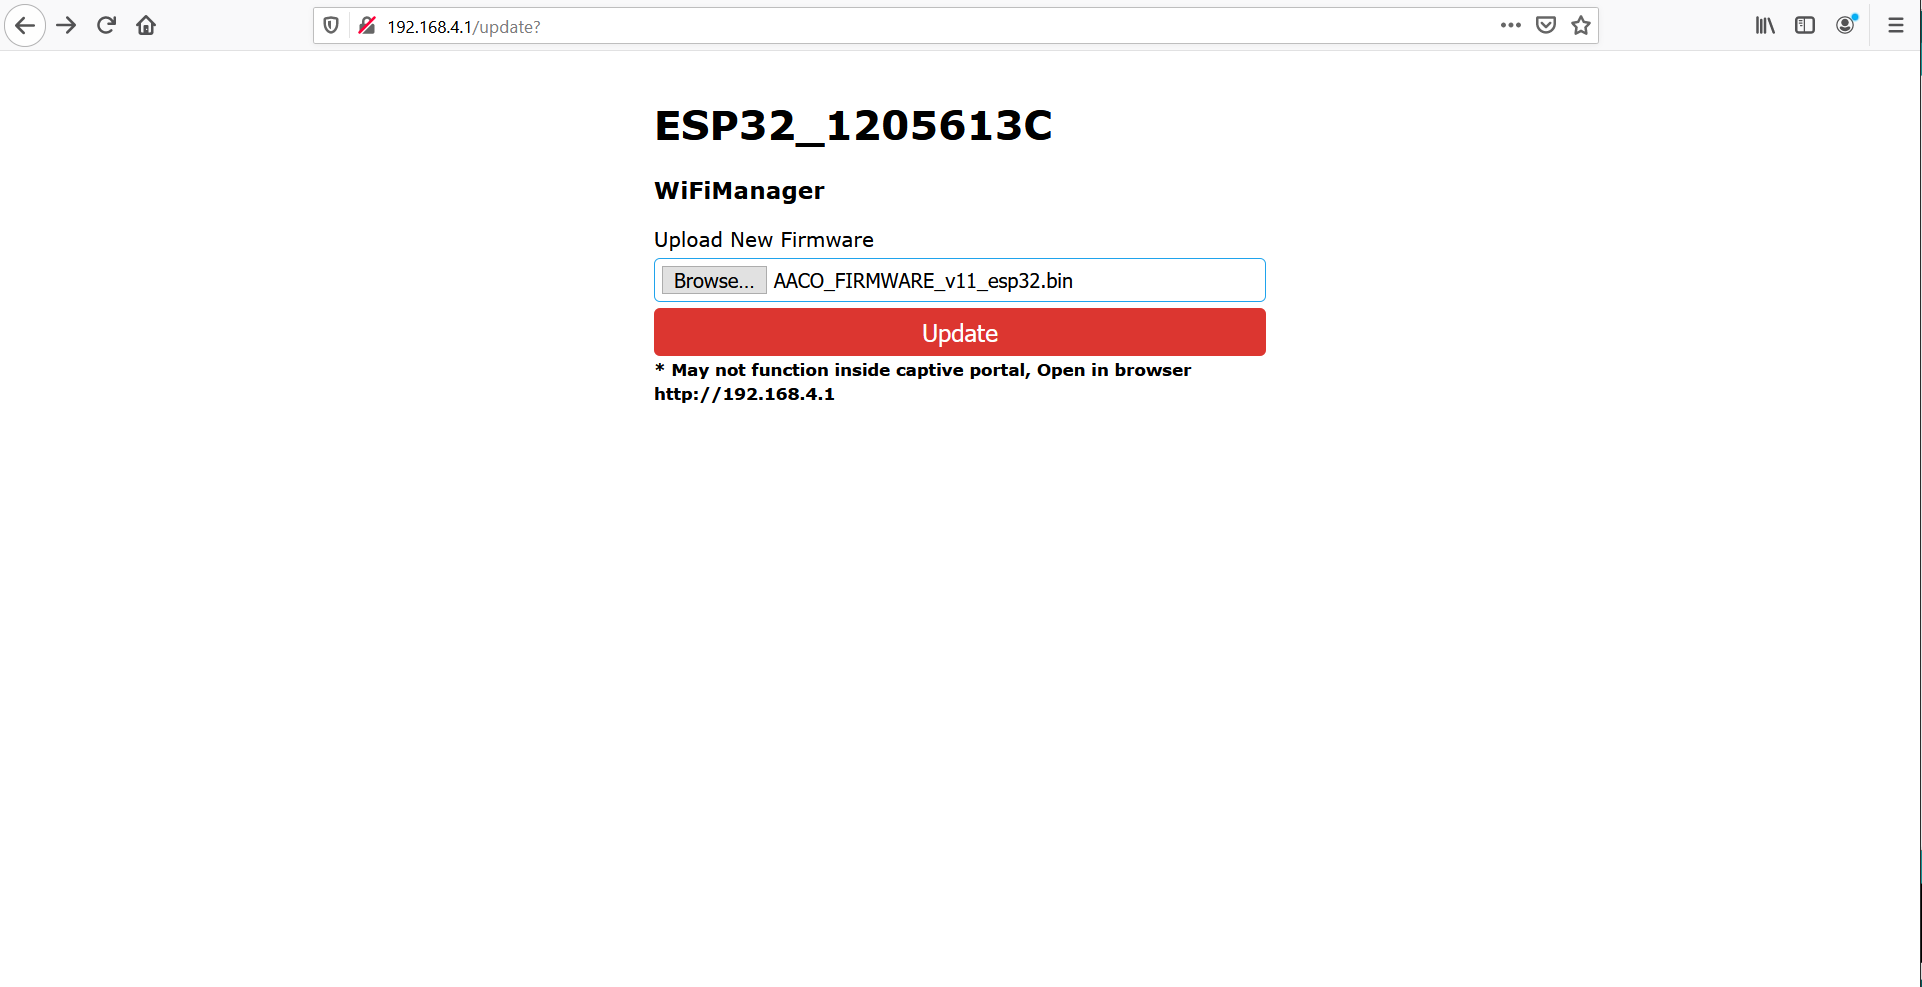 192.168.4.1/update?
ESP32_1205613C
WiFiManager
Upload New Firmware
Browse... AACO_FIRMWARE_v11_esp32.bin
Update
* May not function inside captive portal, Open in browser
http://192.168.4.1